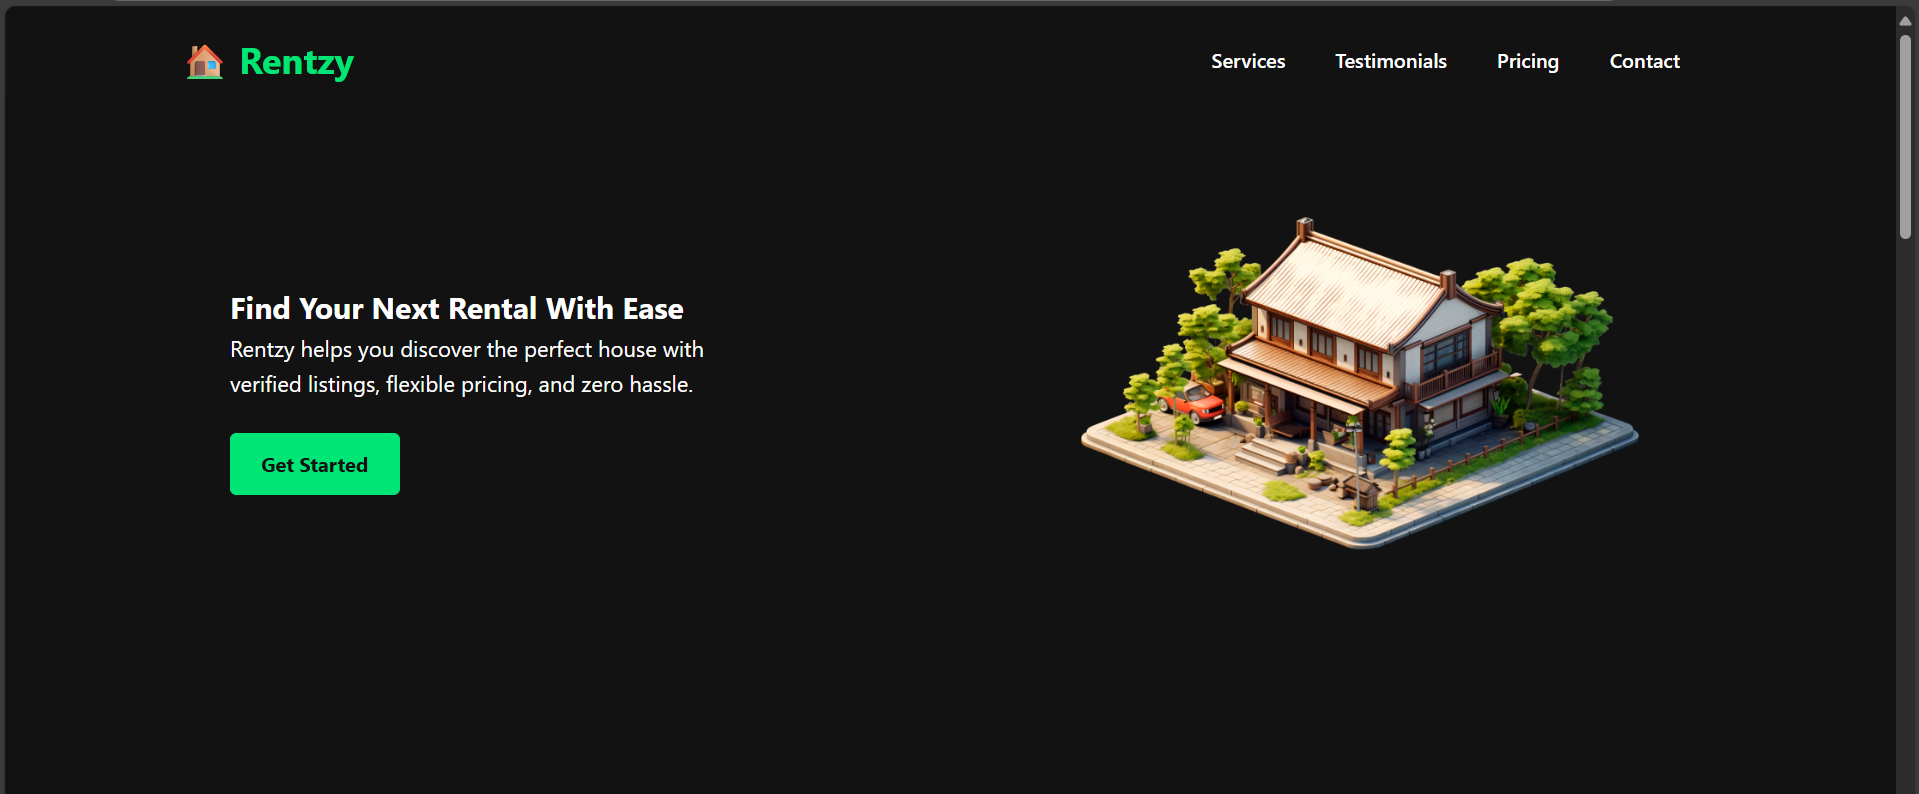 Rentzy
Services Testimonials Pricing Contact
Find Your Next Rental With Ease
Rentzy helps you discover the perfect house with
verified listings, flexible pricing, and zero hassle.
Get Started